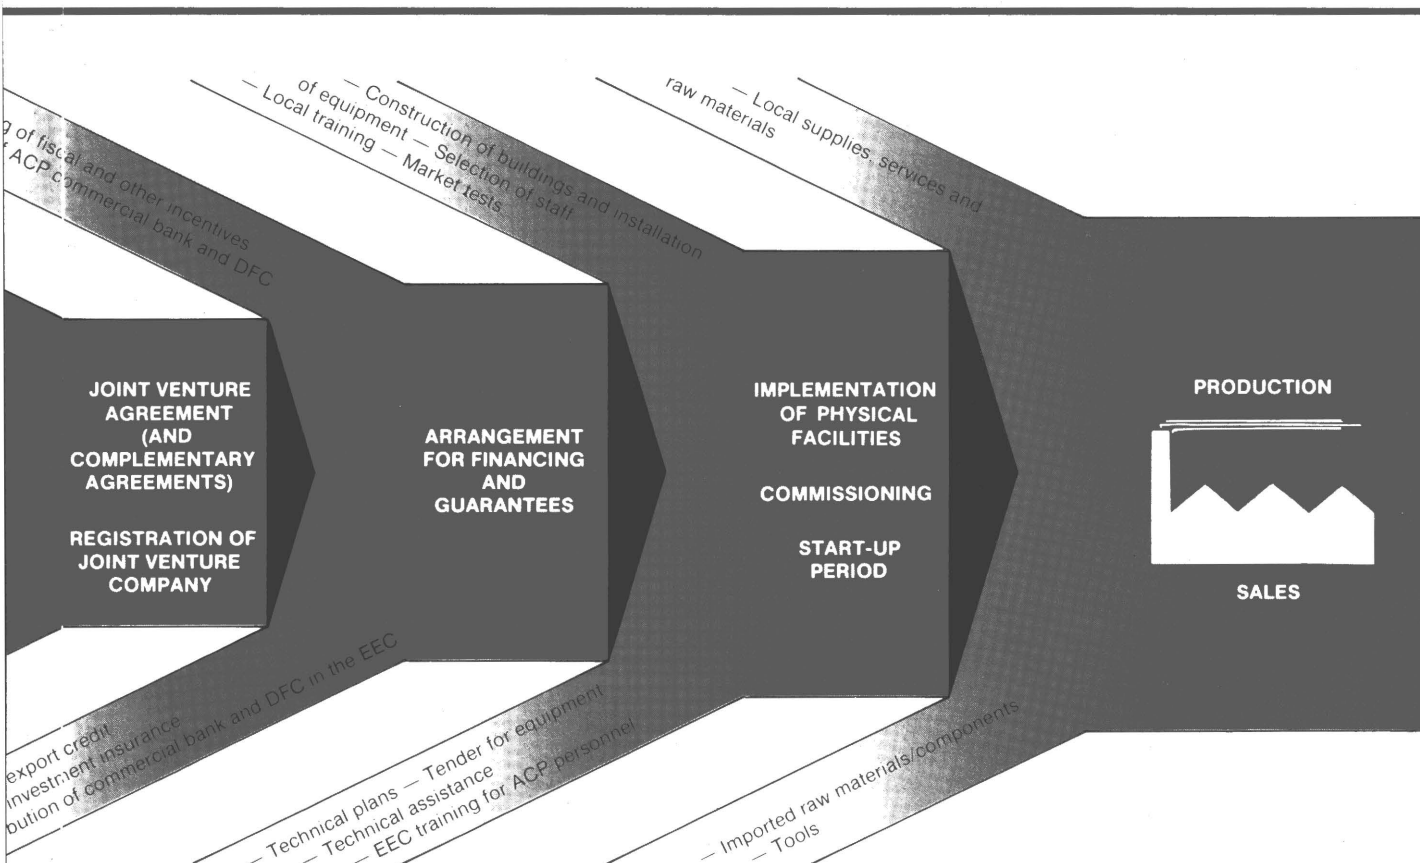 g of fiscal and other incentives
ACP commercial bank and DFC
— Construction of buildings and installation
of equipment — Selection of staff
— Local training — Market tests
— Local supplies, services and
raw materials
JOINT VENTURE
AGREEMENT
(AND
COMPLEMENTARY
AGREEMENTS)
REGISTRATION OF
JOINT VENTURE
COMPANY
ARRANGEMENT
FOR FINANCING
AND
GUARANTEES
IMPLEMENTATION
OF PHYSICAL
FACILITIES
COMMISSIONING
START-UP
PERIOD
PRODUCTION
SALES
export credit
investment insurance
bution of commercial bank and DFC in the EEC
— Technical plans — Tender for equipment
— Technical assistance
— EEC training for ACP personnel
— Imported raw materials/components
— Tools